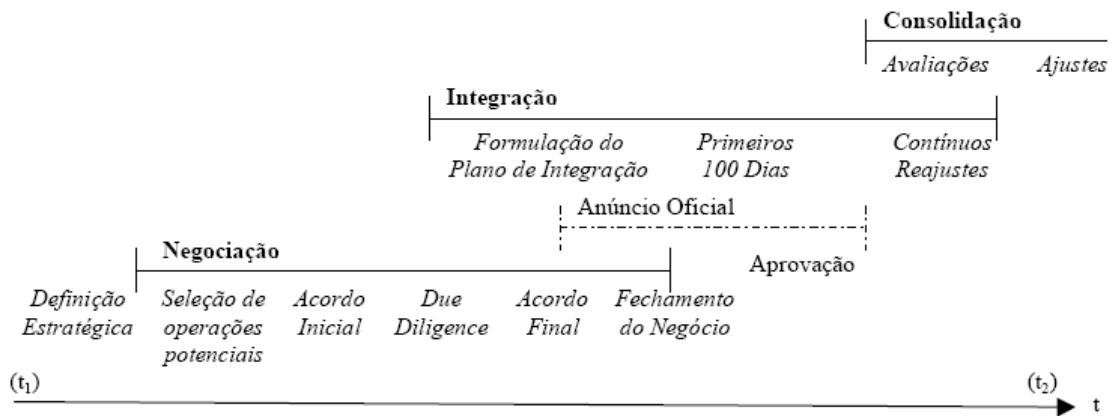 Consolidação
Avaliações Ajustes
Integração
Formulação do Primeiros Contínuos
Plano de Integração 100 Dias Reajustes
Anúncio Oficial
Negociação
Aprovação
Definição Seleção de Acordo Due Acordo Fechamento
Estratégica operações Inicial Diligence Final do Negócio
potenciais
(t₁) (t₂)
t